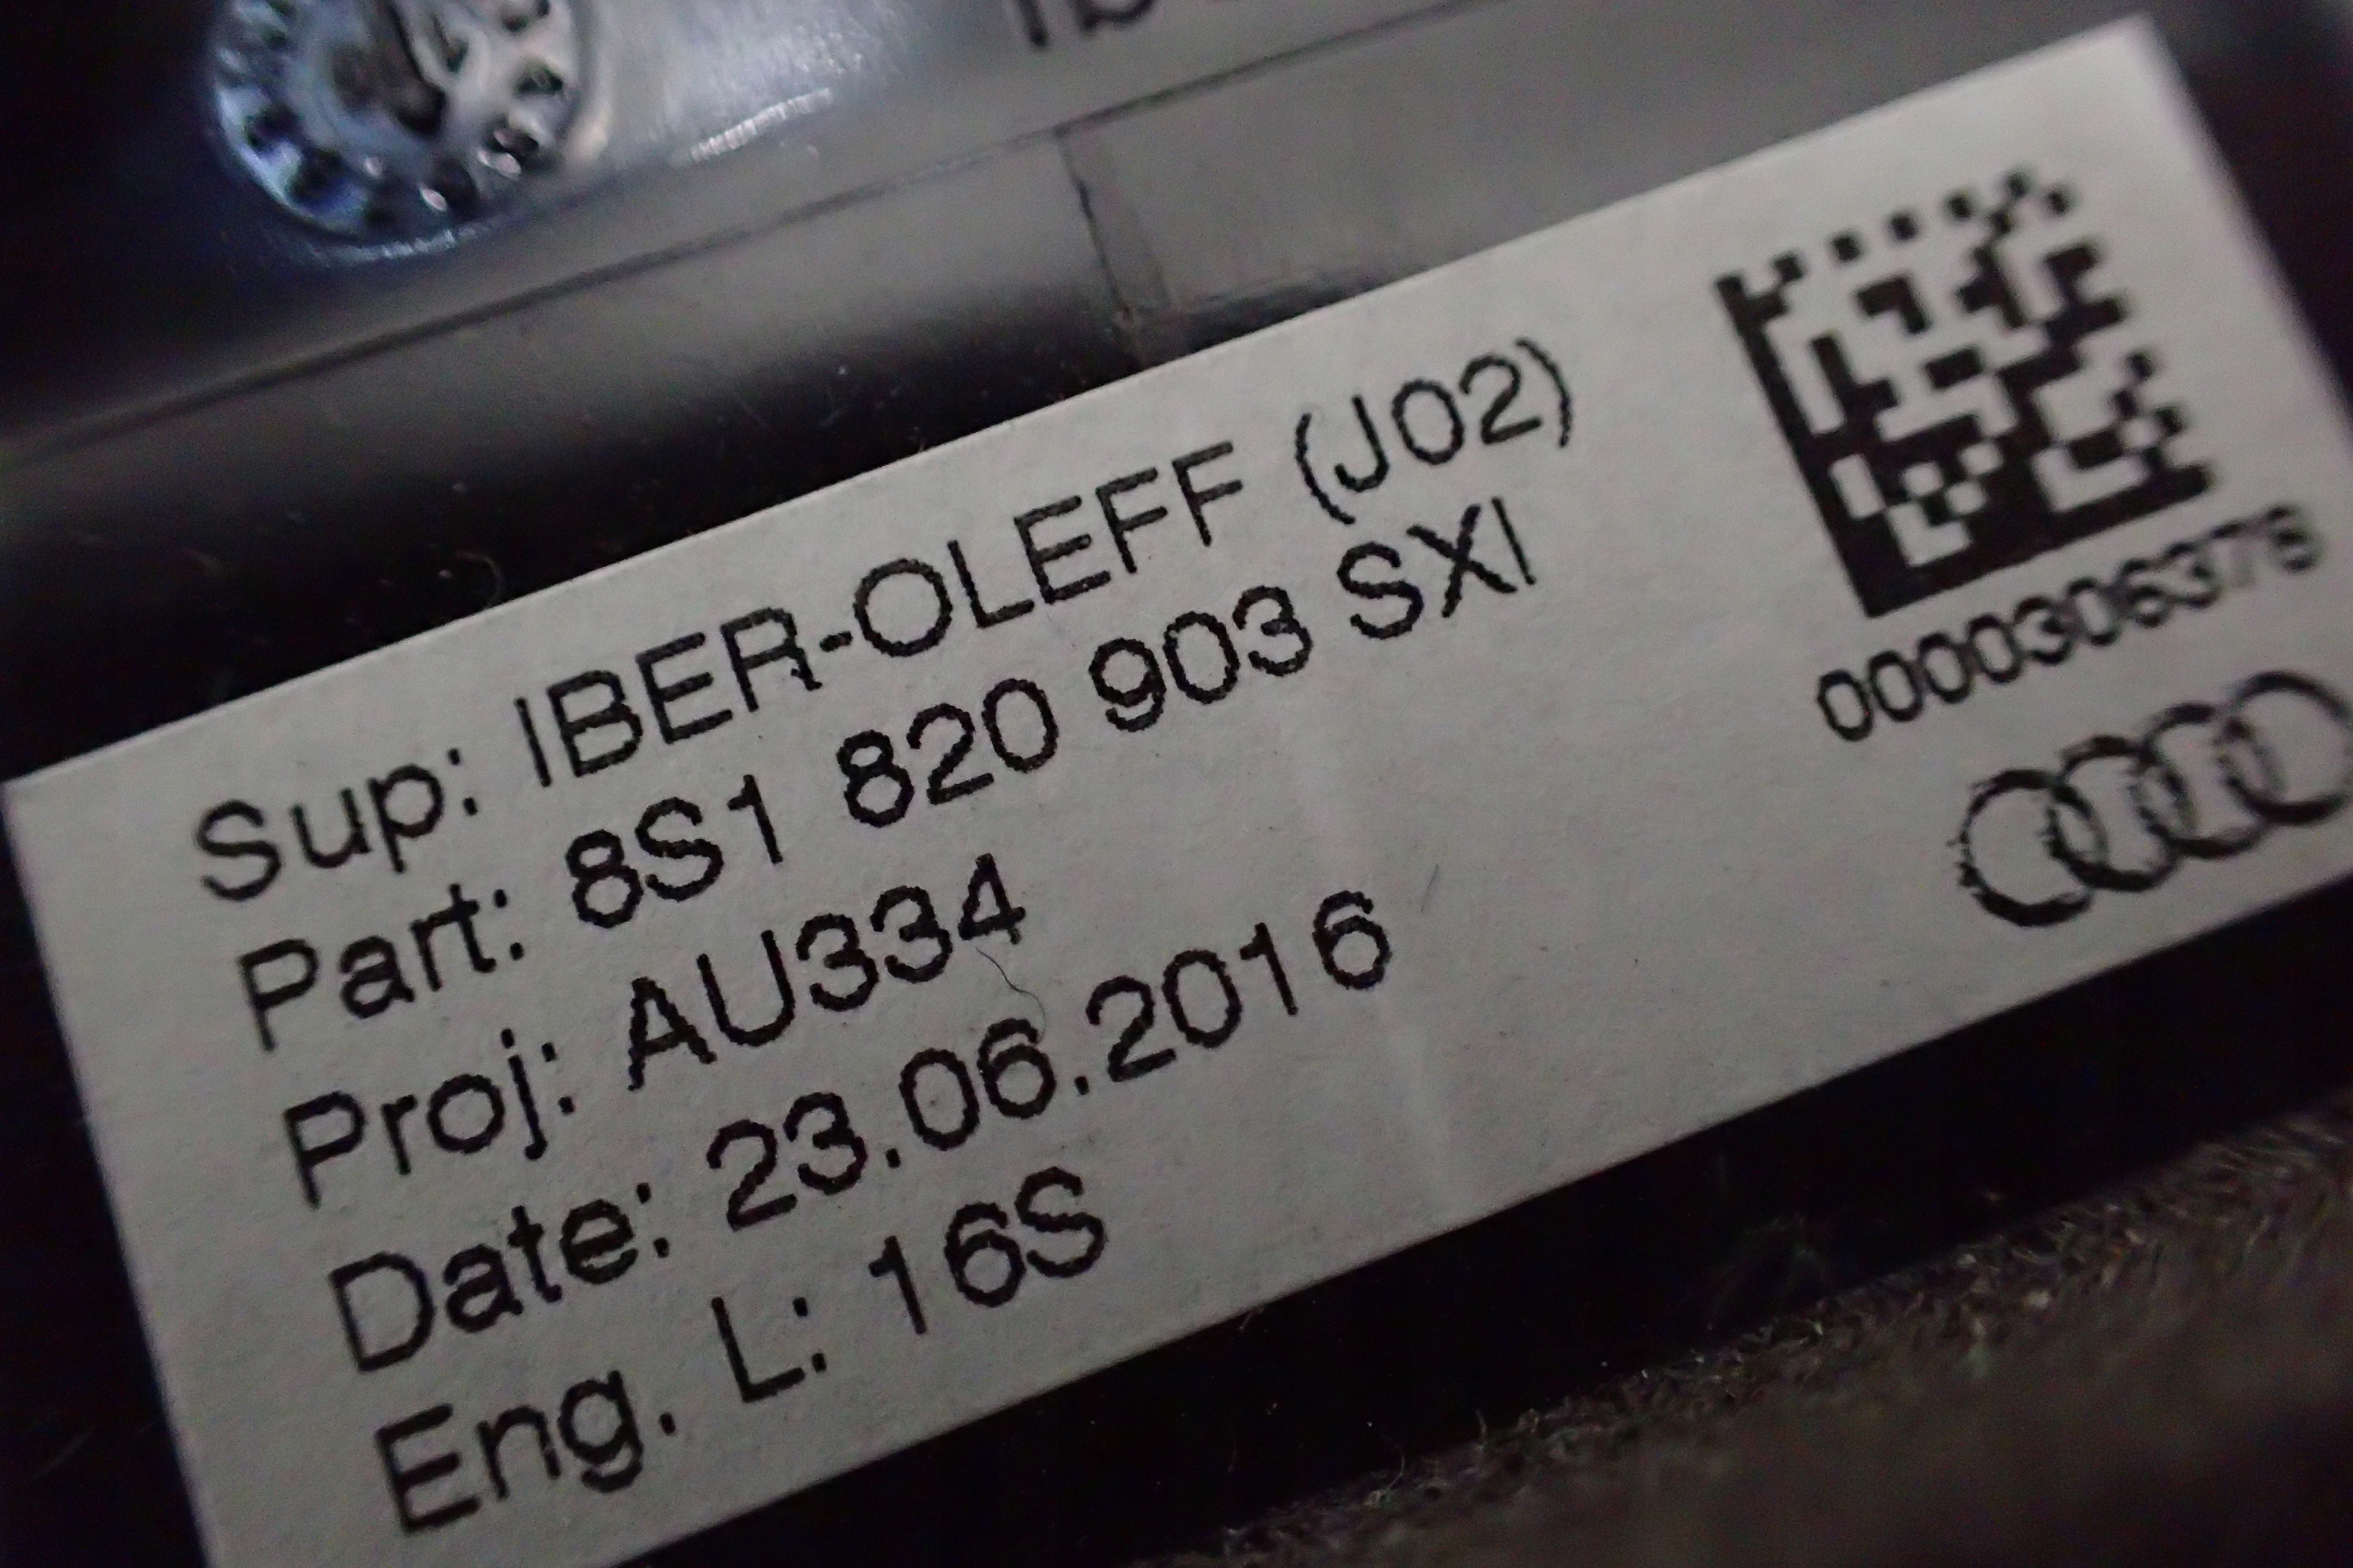 Sup: IBER-OLEFF (J02)
Part: 8S1 820 903 SXI
Proj: AU334
Date: 23.06.2016
Eng. L: 16S